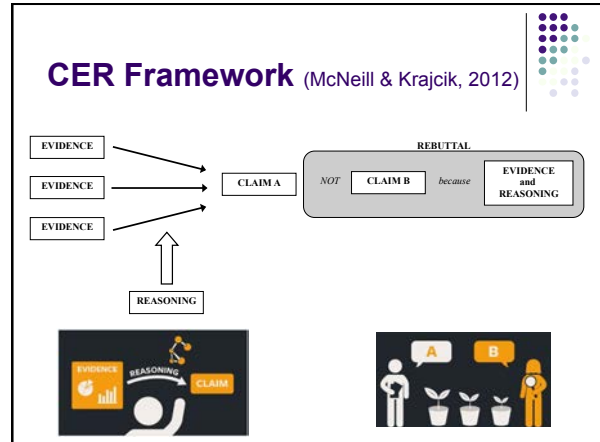 CER Framework (McNeill & Krajcik, 2012)
REBUTTAL
EVIDENCE
EVIDENCE
EVIDENCE
CLAIM A
NOT
CLAIM B
because
EVIDENCE
and
REASONING
REASONING
EVIDENCE
REASONING
CLAIM
A
B